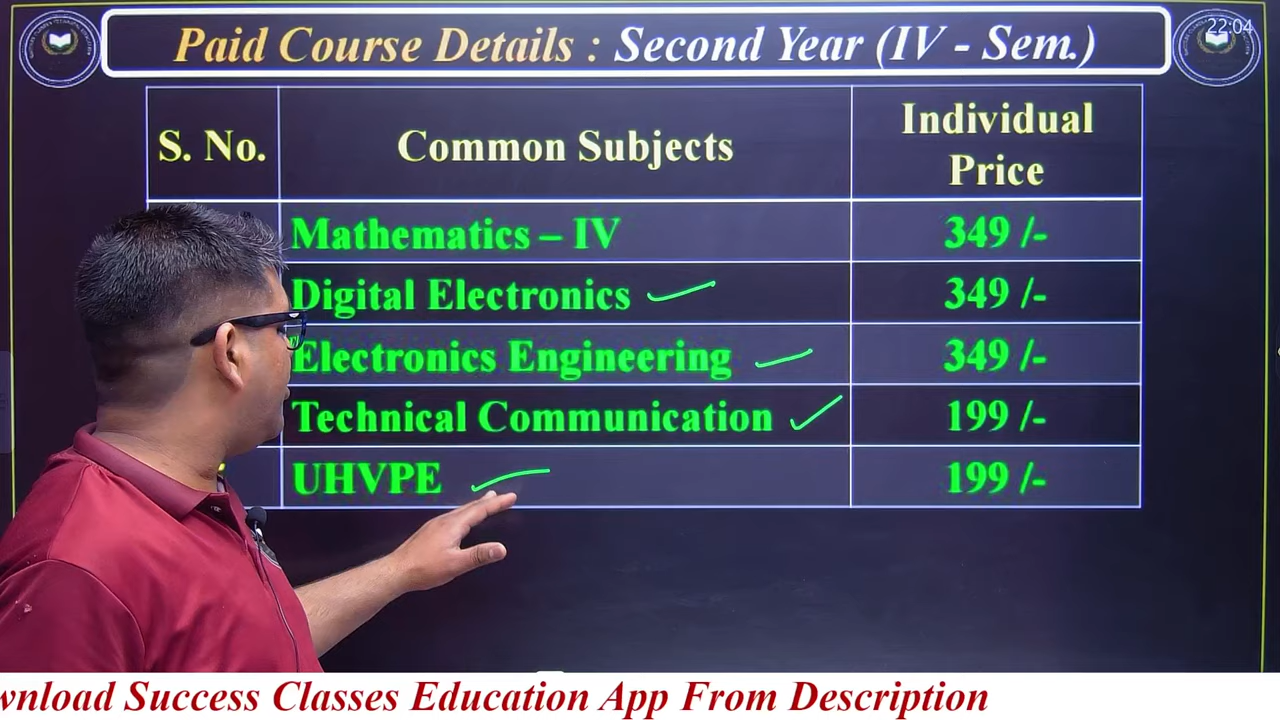 Paid Course Details : Second Year (IV - Sem.)
22:04
S. No. Common Subjects Individual Price
Mathematics – IV 349 /-
Digital Electronics 349 /-
Electronics Engineering 349 /-
Technical Communication 199 /-
UHVPE 199 /-
wnload Success Classes Education App From Description